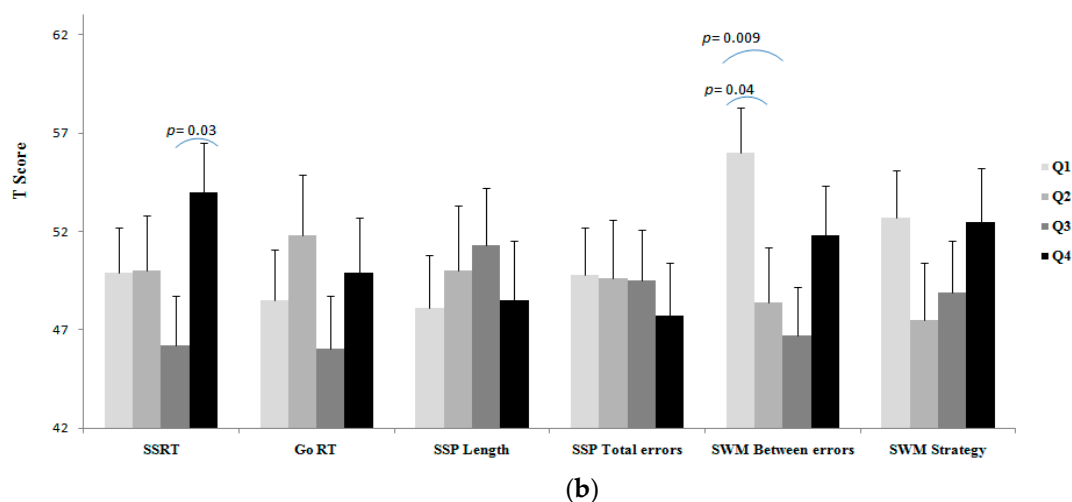 62
p= 0.009
p= 0.04
57
p= 0.03
T Score
Q1
Q2
52
Q3
Q4
47
42
SSRT
Go RT
SSP Length
SSP Total errors
SWM Between errors
SWM Strategy
(b)